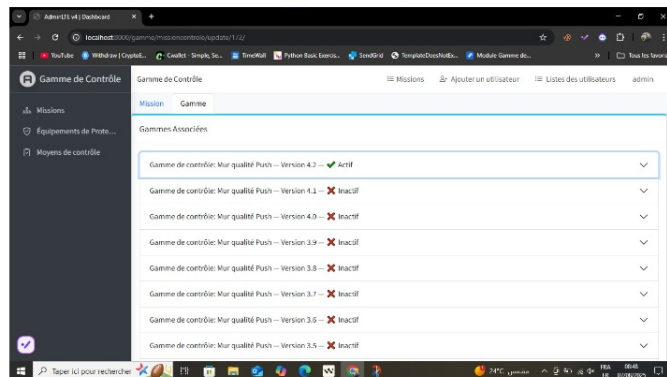 AdminLTE v4 | Dashboard
localhost:8000/gamme/missioncontrole/update/172/
YouTube
Withdraw | CryptoE...
Cwallet - Simple, Se...
TimeWall
Python Basic Exercis...
SendGrid
TemplateDoesNotEx...
Module Gamme de...
Tous les favoris
Gamme de Contrôle
Gamme de Contrôle
Missions
Ajouter un utilisateur
Listes des utilisateurs
admin
Missions
Équipements de Prote...
Moyens de contrôle
Mission
Gamme
Gammes Associées
Gamme de contrôle: Mur qualité Push — Version 4.2 — ✔ Actif
Gamme de contrôle: Mur qualité Push — Version 4.1 — ❌ Inactif
Gamme de contrôle: Mur qualité Push — Version 4.0 — ❌ Inactif
Gamme de contrôle: Mur qualité Push — Version 3.9 — ❌ Inactif
Gamme de contrôle: Mur qualité Push — Version 3.8 — ❌ Inactif
Gamme de contrôle: Mur qualité Push — Version 3.7 — ❌ Inactif
Gamme de contrôle: Mur qualité Push — Version 3.6 — ❌ Inactif
Gamme de contrôle: Mur qualité Push — Version 3.5 — ❌ Inactif
Taper ici pour rechercher
24°C مشمس
FRA
08:48